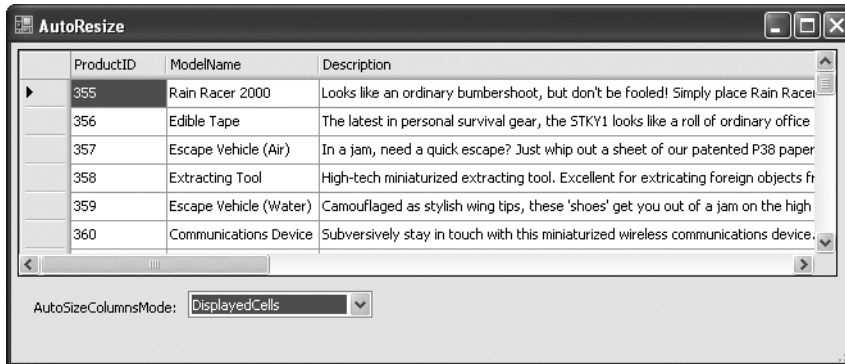 AutoResize
ProductID ModelName Description
355 Rain Racer 2000 Looks like an ordinary bumbershoot, but don't be fooled! Simply place Rain Racer
356 Edible Tape The latest in personal survival gear, the STKY1 looks like a roll of ordinary office
357 Escape Vehicle (Air) In a jam, need a quick escape? Just whip out a sheet of our patented P38 paper
358 Extracting Tool High-tech miniaturized extracting tool. Excellent for extricating foreign objects fr
359 Escape Vehicle (Water) Camouflaged as stylish wing tips, these 'shoes' get you out of a jam on the high
360 Communications Device Subversively stay in touch with this miniaturized wireless communications device.
AutoSizeColumnsMode: DisplayedCells